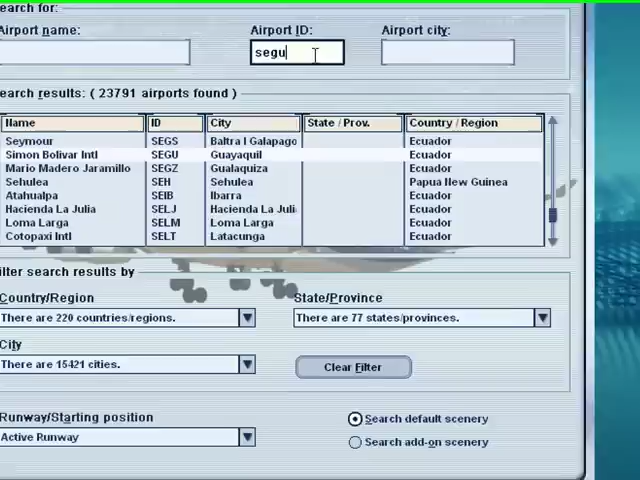 earch for:
Airport name: Airport ID: Airport city:
segu
earch results: ( 23791 airports found )
Name ID City State / Prov. Country / Region
Seymour SEGS Baltra I Galapago Ecuador
Simon Bolivar Intl SEGU Guayaquil Ecuador
Mario Madero Jaramillo SEGZ Gualaquiza Ecuador
Sehulea SEH Sehulea Papua New Guinea
Atahualpa SEIB Ibarra Ecuador
Hacienda La Julia SELJ Hacienda La Juli Ecuador
Loma Larga SELM Loma Larga Ecuador
Cotopaxi Intl SELT Latacunga Ecuador
ilter search results by
Country/Region State/Province
There are 220 countries/regions. There are 77 states/provinces.
City
There are 15421 cities. Clear Filter
Runway/Starting position
Active Runway
Search default scenery
Search add-on scenery